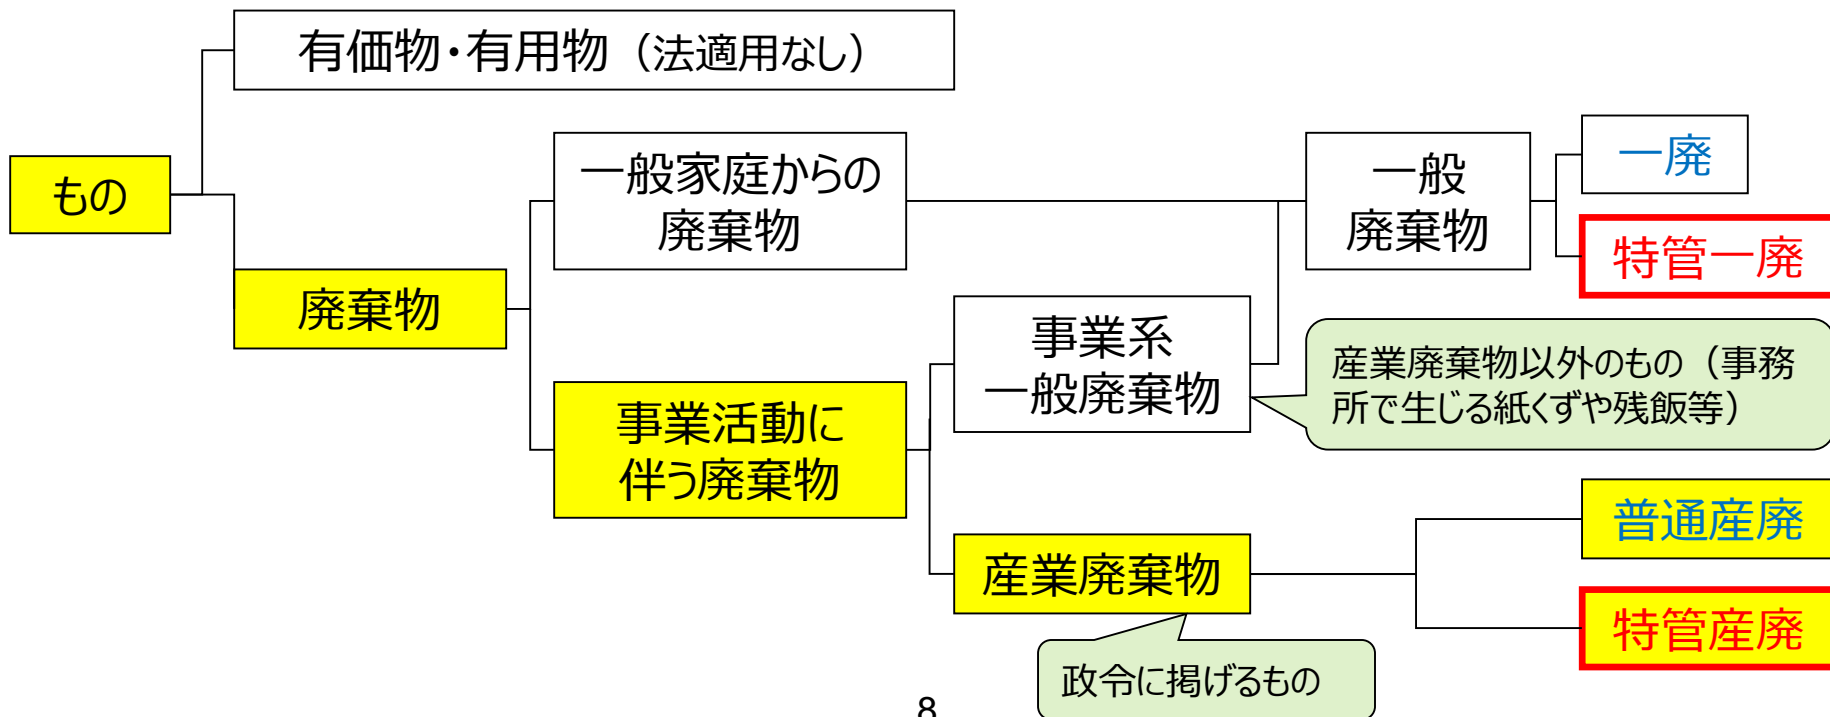 有価物・有用物（法適用なし）
もの
一般家庭からの
廃棄物
一般
廃棄物
一廃
特管一廃
廃棄物
事業系
一般廃棄物
産業廃棄物以外のもの（事務
所で生じる紙くずや残飯等）
事業活動に
伴う廃棄物
普通産廃
産業廃棄物
特管産廃
政令に掲げるもの
8